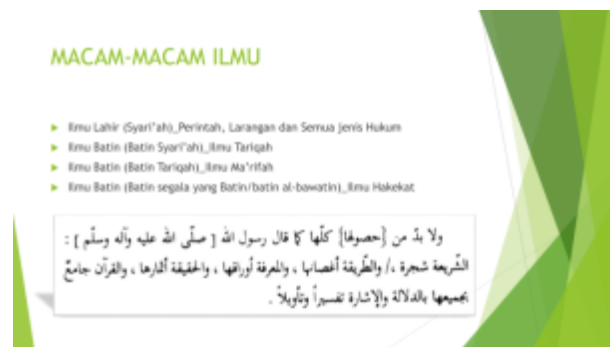 MACAM-MACAM ILMU
Ilmu Lahir (Syari'ah)_Perintah, Larangan dan Semua jenis Hukum
Ilmu Batin (Batin Syari'ah)_Ilmu Tariqah
Ilmu Batin (Batin Tariqah)_Ilmu Ma'rifah
Ilmu Batin (Batin segala yang Batin/batin al-bawatin)_Ilmu Hakekat
ولا بدّ من {حصولها} كلّها كما قال رسول الله [ صلّى الله عليه وآله وسلّم ] :
الشّريعة شجرة ،/ والطّريقة أغصانها ، والمعرفة أوراقها ، والحقيقة أثمارها ، والقرآن جامعٌ
بجميعها بالدّلالة والإشارة تفسيراً وتأويلاً .